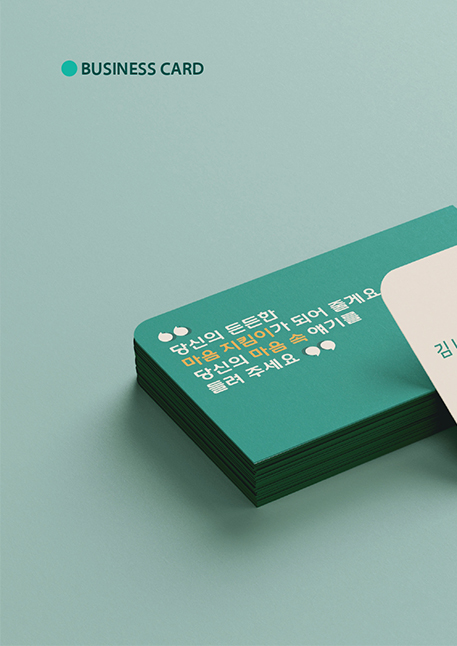 BUSINESS CARD
당신의 든든한
마음 지킴이가 되어 줄게요
당신의 마음 속 얘기를
들려 주세요
김